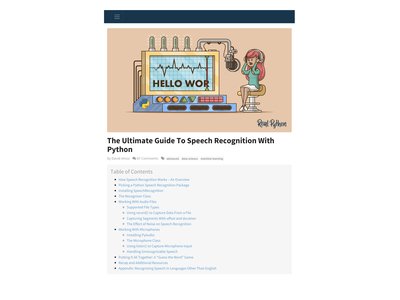 HELLO WOR
Real Python
The Ultimate Guide To Speech Recognition With
Python
by David Amos 67 Comments advanced data-science machine-learning
Table of Contents
How Speech Recognition Works – An Overview
Picking a Python Speech Recognition Package
Installing SpeechRecognition
The Recognizer Class
Working With Audio Files
Supported File Types
Using record() to Capture Data From a File
Capturing Segments With offset and duration
The Effect of Noise on Speech Recognition
Working With Microphones
Installing PyAudio
The Microphone Class
Using listen() to Capture Microphone Input
Handling Unrecognizable Speech
Putting It All Together: A "Guess the Word" Game
Recap and Additional Resources
Appendix: Recognizing Speech in Languages Other Than English